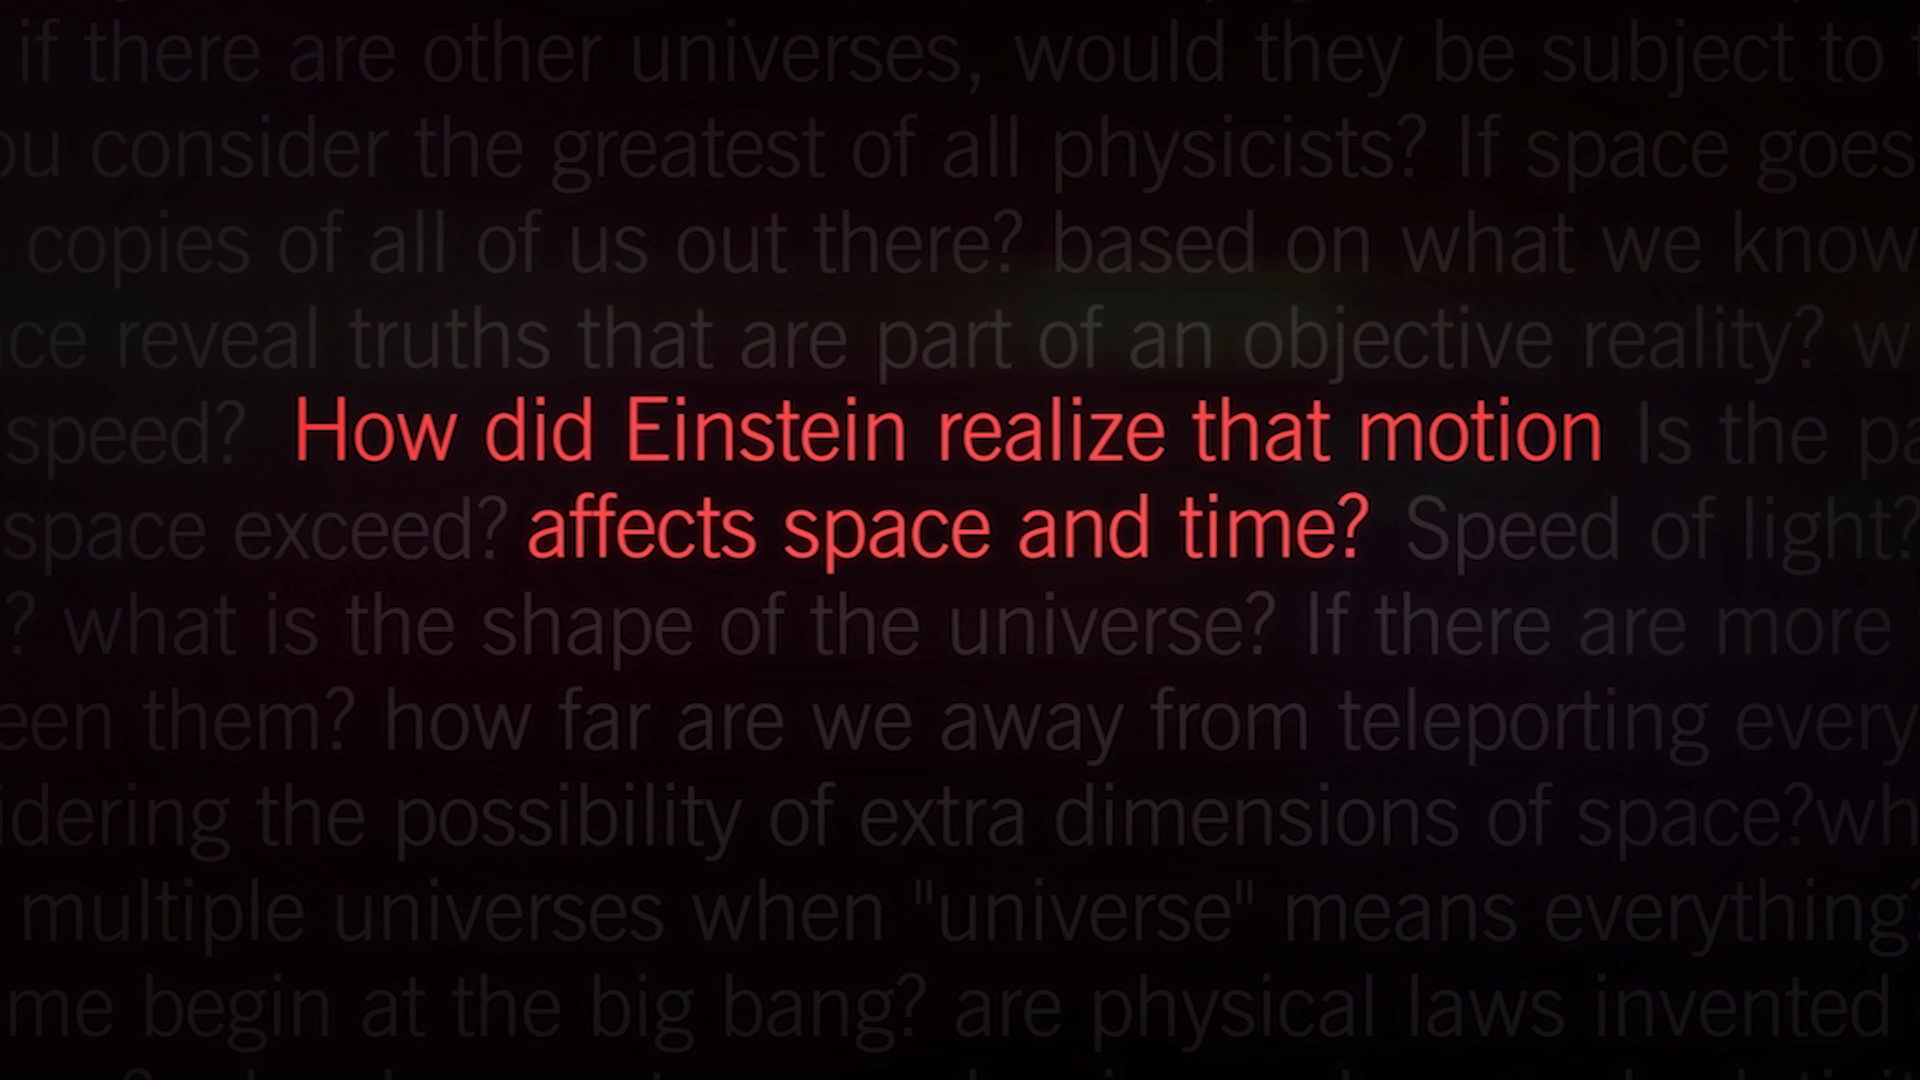 if there are other universes, would they be subject to
ou consider the greatest of all physicists? If space goes
copies of all of us out there? based on what we know
ce reveal truths that are part of an objective reality? w
speed? How did Einstein realize that motion Is the pa
space exceed? affects space and time? Speed of light?
? what is the shape of the universe? If there are more
een them? how far are we away from teleporting every
idering the possibility of extra dimensions of space?wh
multiple universes when "universe" means everything?
me begin at the big bang? are physical laws invented